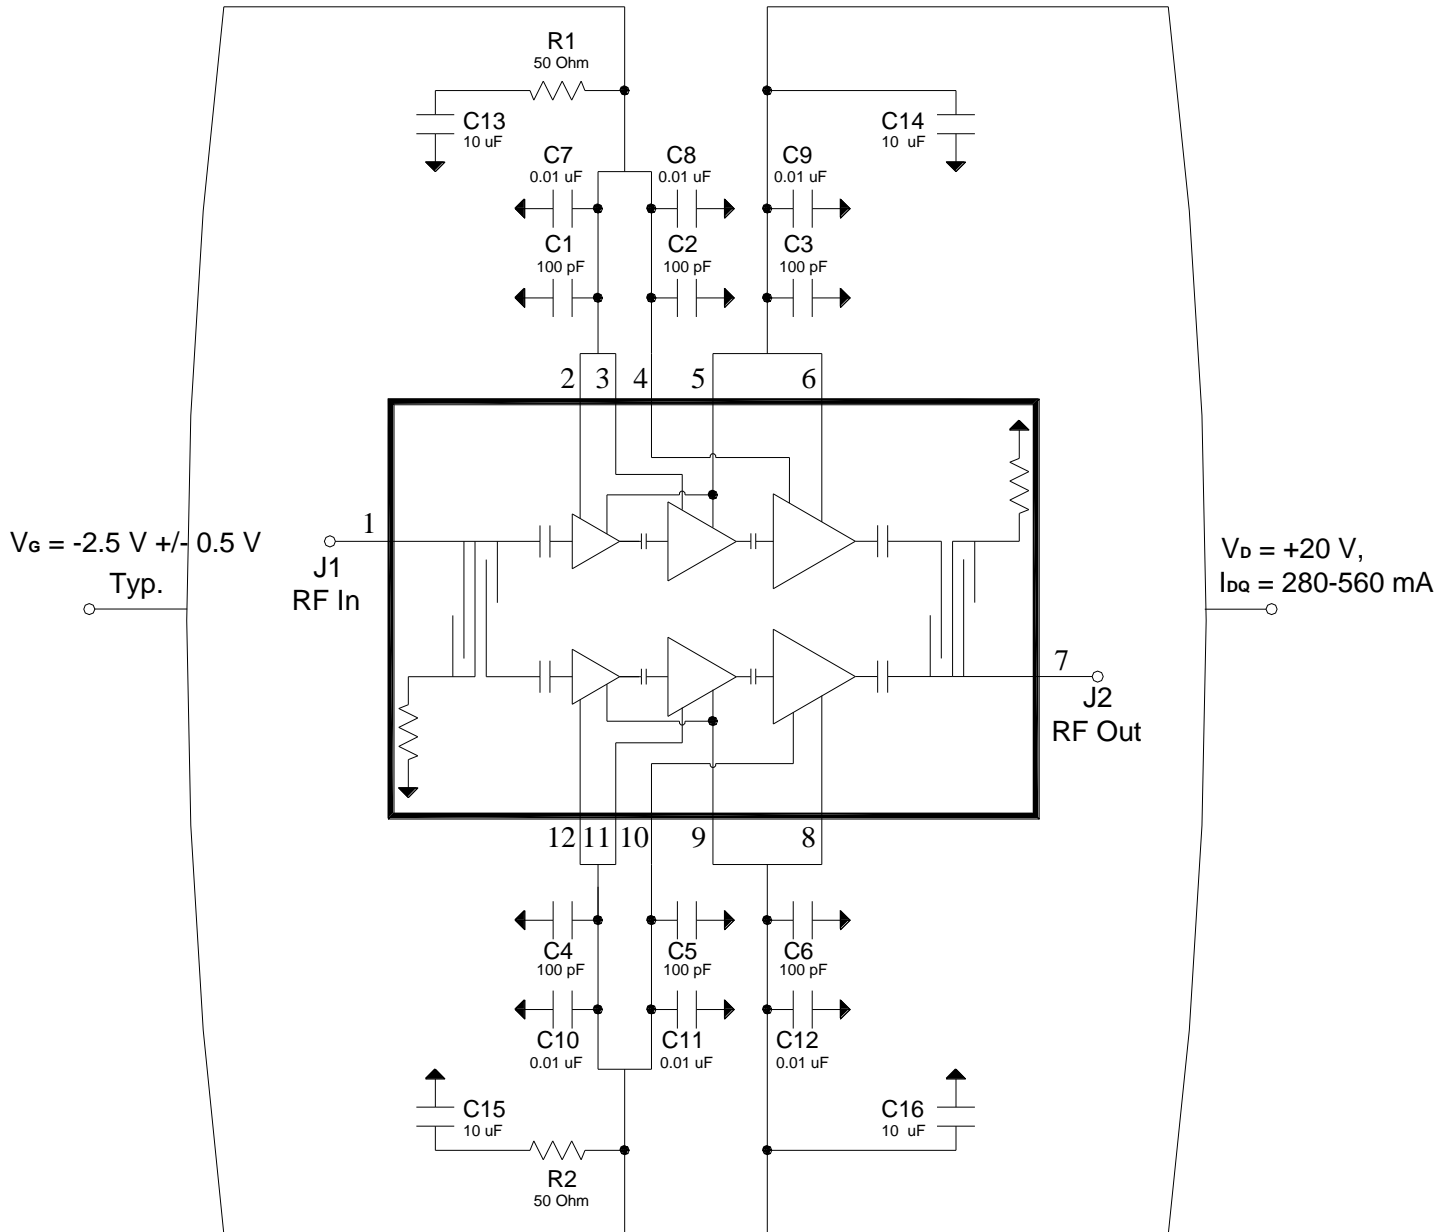 R1
50 Ohm
C13
10 uF
C14
10 uF
C7
0.01 uF
C8
0.01 uF
C9
0.01 uF
C1
100 pF
C2
100 pF
C3
100 pF
2 3 4 5 6
1
VG = -2.5 V +/- 0.5 V
Typ.
J1
RF In
VD = +20 V,
IDQ = 280-560 mA
7
J2
RF Out
12 11 10 9 8
C4
100 pF
C5
100 pF
C6
100 pF
C10
0.01 uF
C11
0.01 uF
C12
0.01 uF
C15
10 uF
C16
10 uF
R2
50 Ohm